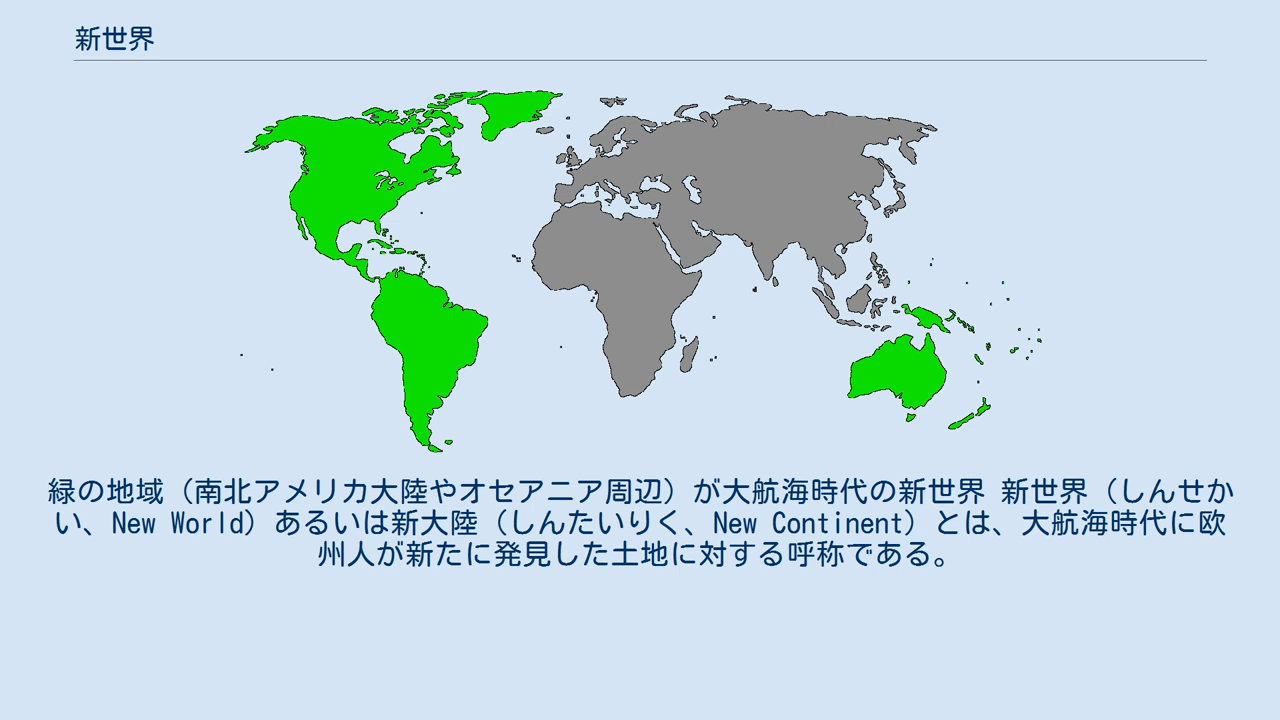 新世界
緑の地域（南北アメリカ大陸やオセアニア周辺）が大航海時代の新世界 新世界（しんせか
い、New World）あるいは新大陸（しんたいりく、New Continent）とは、大航海時代に欧
州人が新たに発見した土地に対する呼称である。